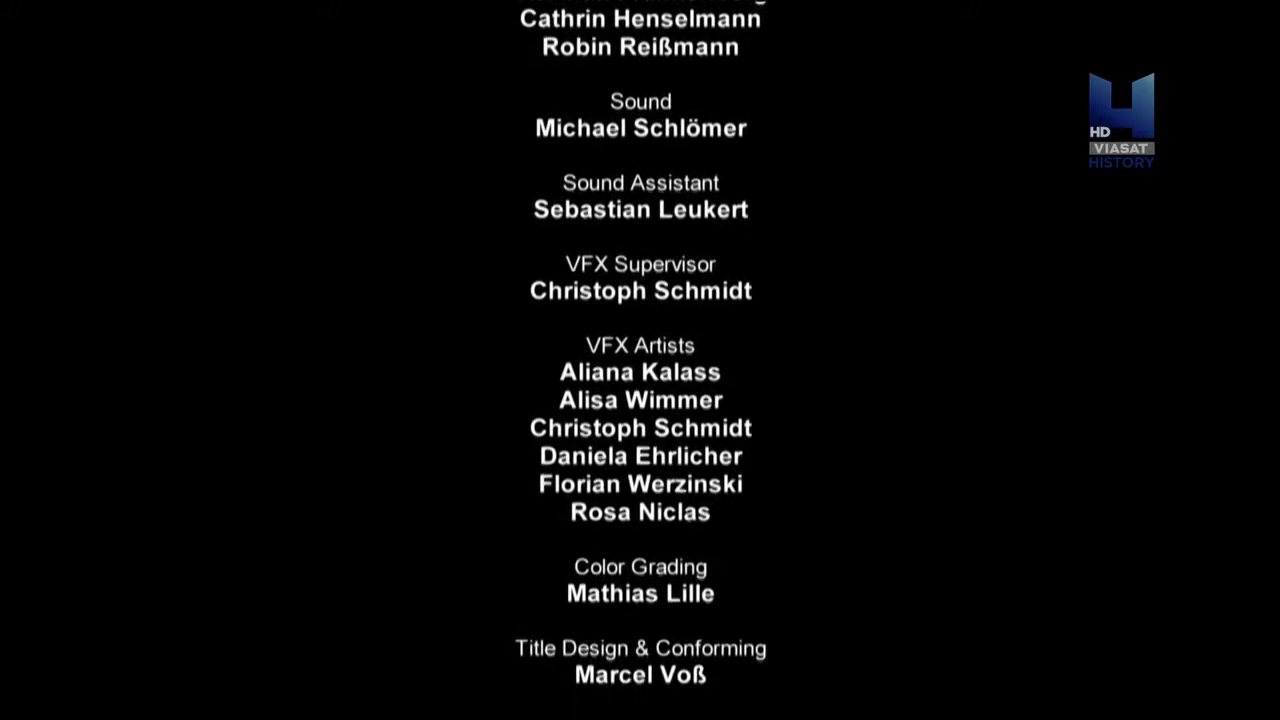 Cathrin Henselmann
Robin Reißmann
Sound
Michael Schlömer
Sound Assistant
Sebastian Leukert
VFX Supervisor
Christoph Schmidt
VFX Artists
Aliana Kalass
Alisa Wimmer
Christoph Schmidt
Daniela Ehrlicher
Florian Werzinski
Rosa Niclas
Color Grading
Mathias Lille
Title Design & Conforming
Marcel Voß
HD
VIASAT
HISTORY